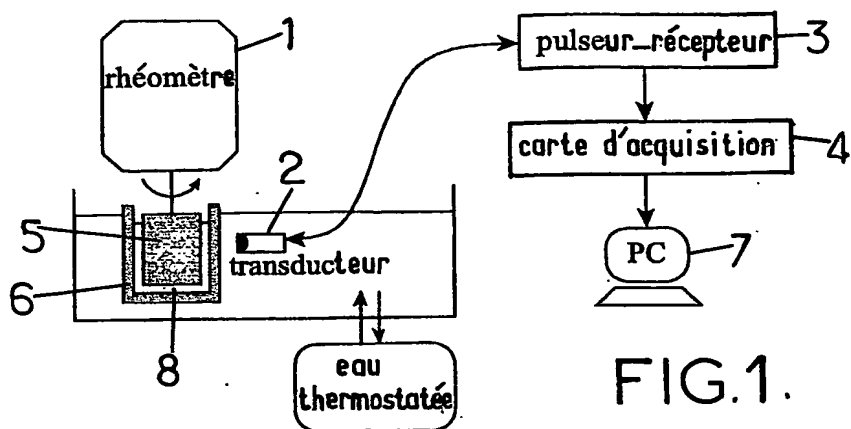 1
rhéomètre
pulseur_récepteur
3
carte d'acquisition
4
2
transducteur
5
6
8
PC
7
eau
thermostatée
FIG.1.